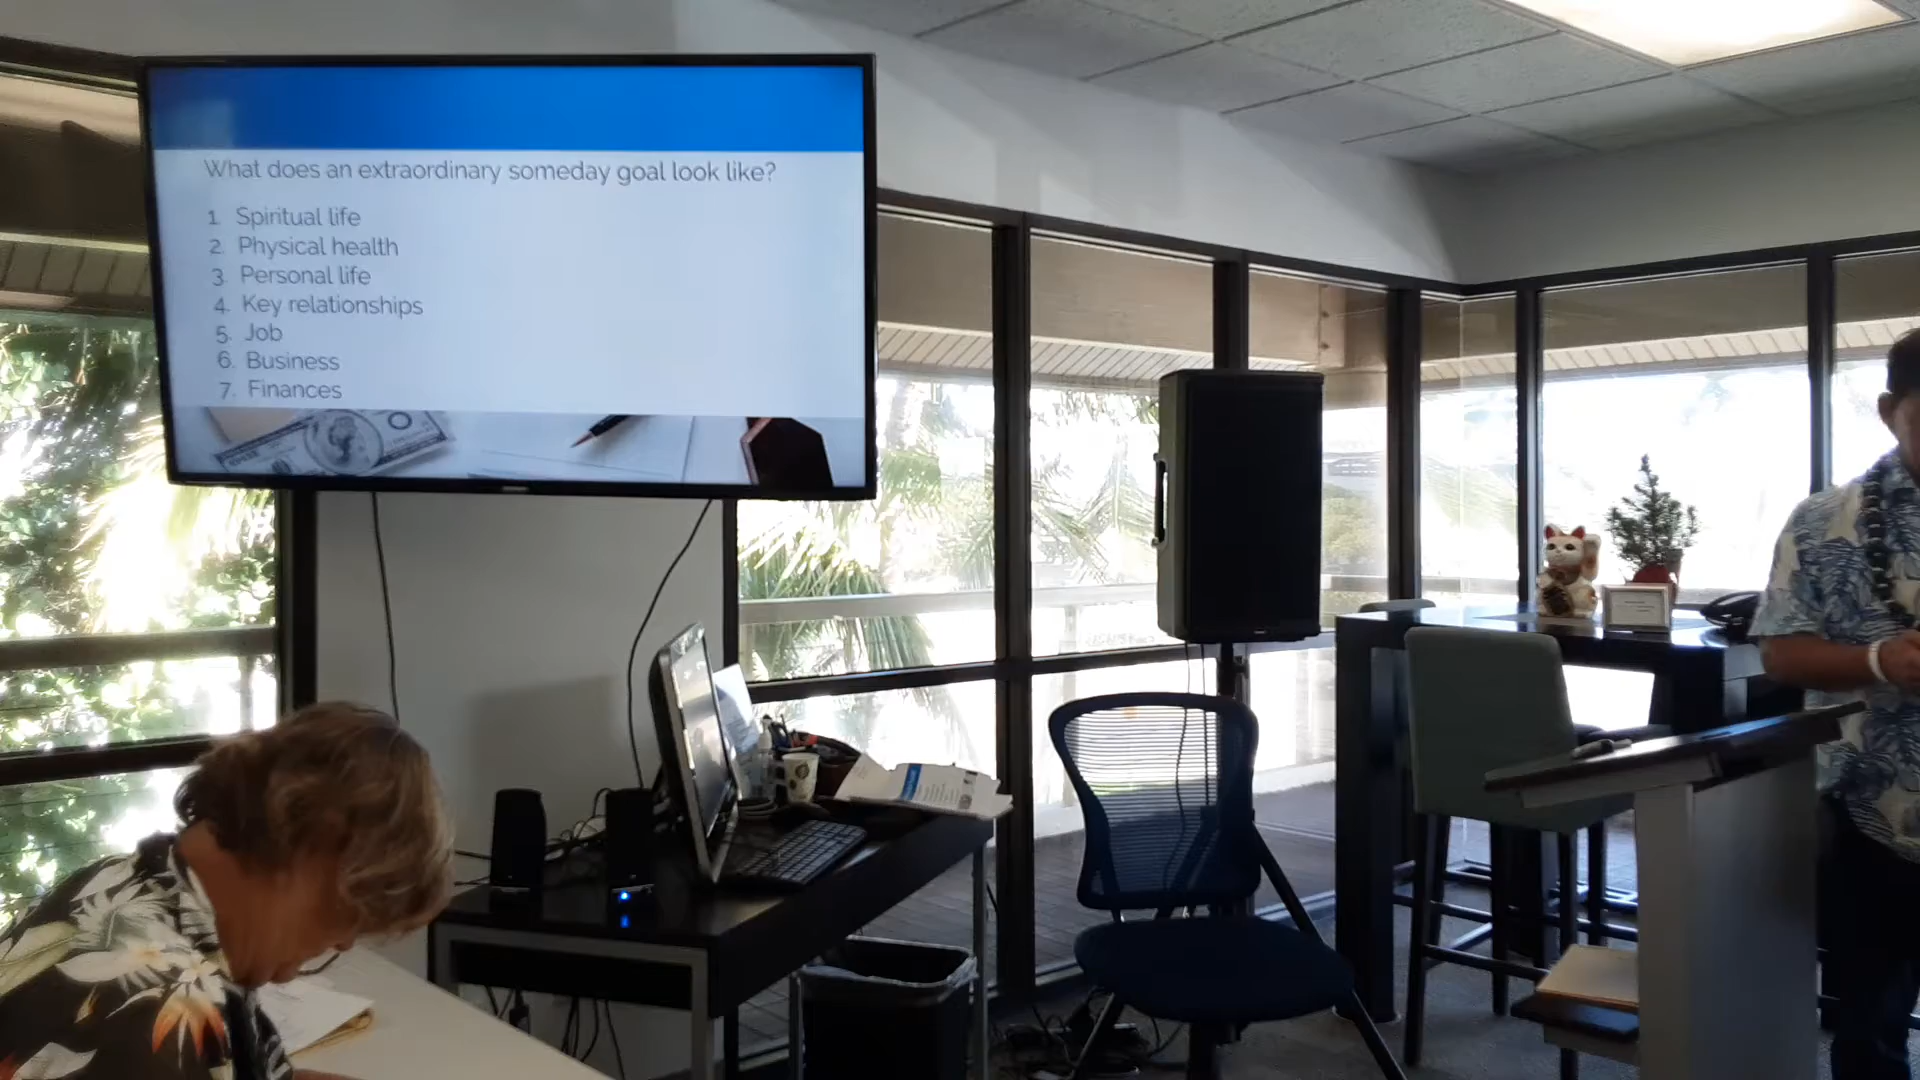 What does an extraordinary someday goal look like?
1. Spiritual life
2. Physical health
3. Personal life
4. Key relationships
5. Job
6. Business
7. Finances